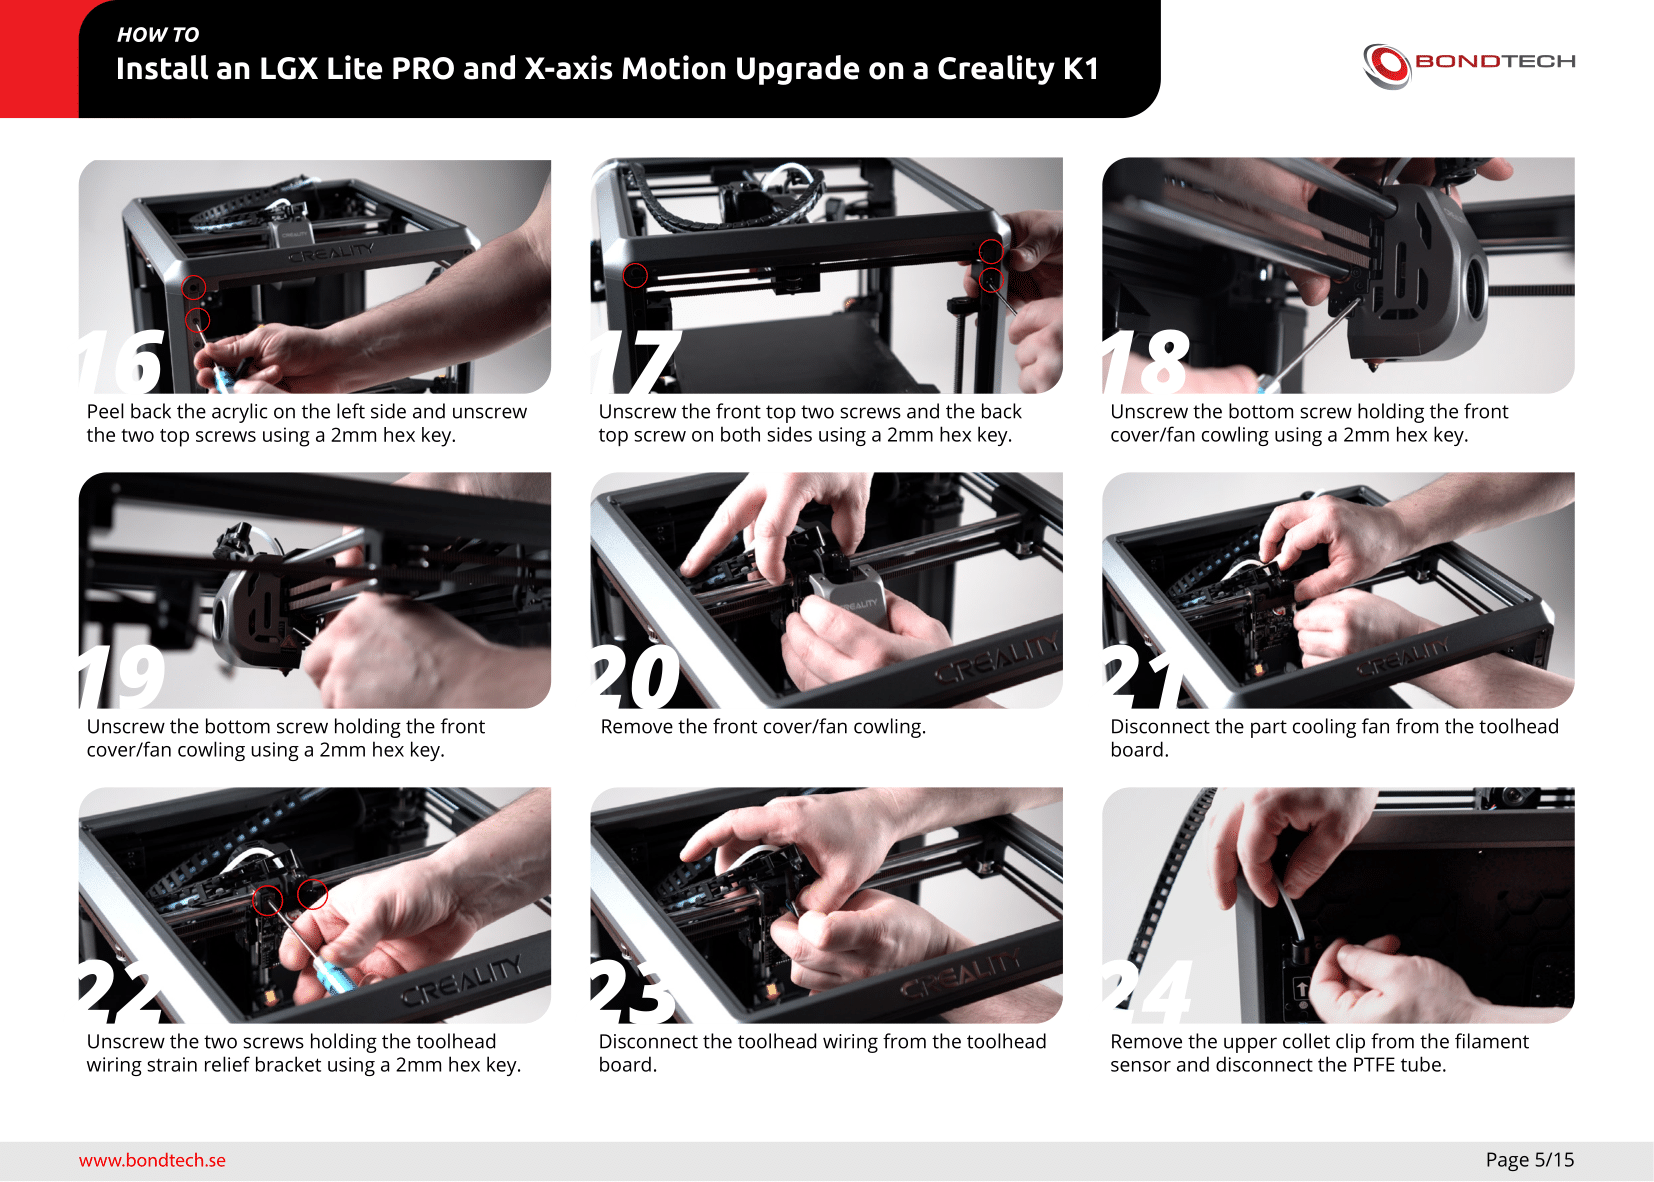 HOW TO
Install an LGX Lite PRO and X-axis Motion Upgrade on a Creality K1
BONDTECH
CREALITY
CREALITY
16
17
18
Peel back the acrylic on the left side and unscrew
the two top screws using a 2mm hex key.
Unscrew the front top two screws and the back
top screw on both sides using a 2mm hex key.
Unscrew the bottom screw holding the front
cover/fan cowling using a 2mm hex key.
CREALITY
CREALITY
CREALITY
19
20
21
Unscrew the bottom screw holding the front
cover/fan cowling using a 2mm hex key.
Remove the front cover/fan cowling.
Disconnect the part cooling fan from the toolhead
board.
CREALITY
CREALITY
22
23
24
Unscrew the two screws holding the toolhead
wiring strain relief bracket using a 2mm hex key.
Disconnect the toolhead wiring from the toolhead
board.
Remove the upper collet clip from the filament
sensor and disconnect the PTFE tube.
www.bondtech.se
Page 5/15